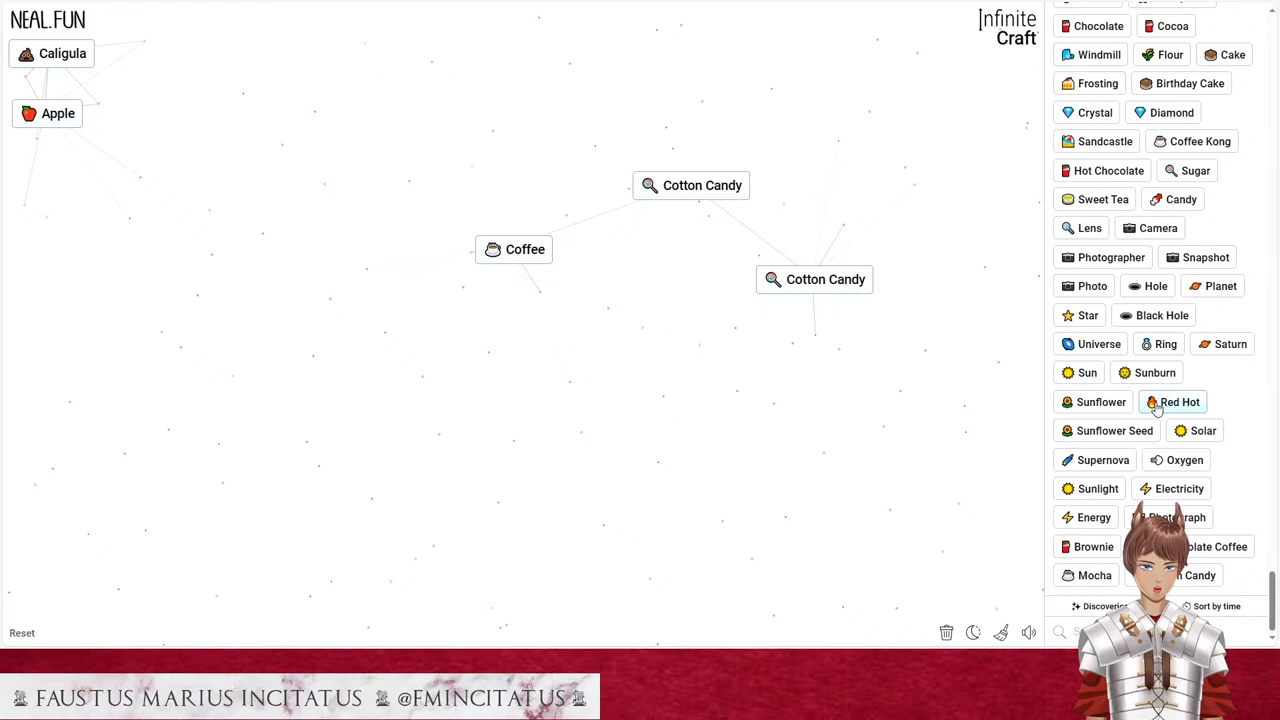 NEAL.FUN
Infinite
Craft
Caligula
Apple
Cotton Candy
Coffee
Cotton Candy
Chocolate Cocoa
Windmill Flour Cake
Frosting Birthday Cake
Crystal Diamond
Sandcastle Coffee Kong
Hot Chocolate Sugar
Sweet Tea Candy
Lens Camera
Photographer Snapshot
Photo Hole Planet
Star Black Hole
Universe Ring Saturn
Sun Sunburn
Sunflower Red Hot
Sunflower Seed Solar
Supernova Oxygen
Sunlight Electricity
Energy
Brownie Coffee
Mocha Candy
Sort by time
Reset
FAUSTUS MARIUS INCITATUS @FMINCITATUS